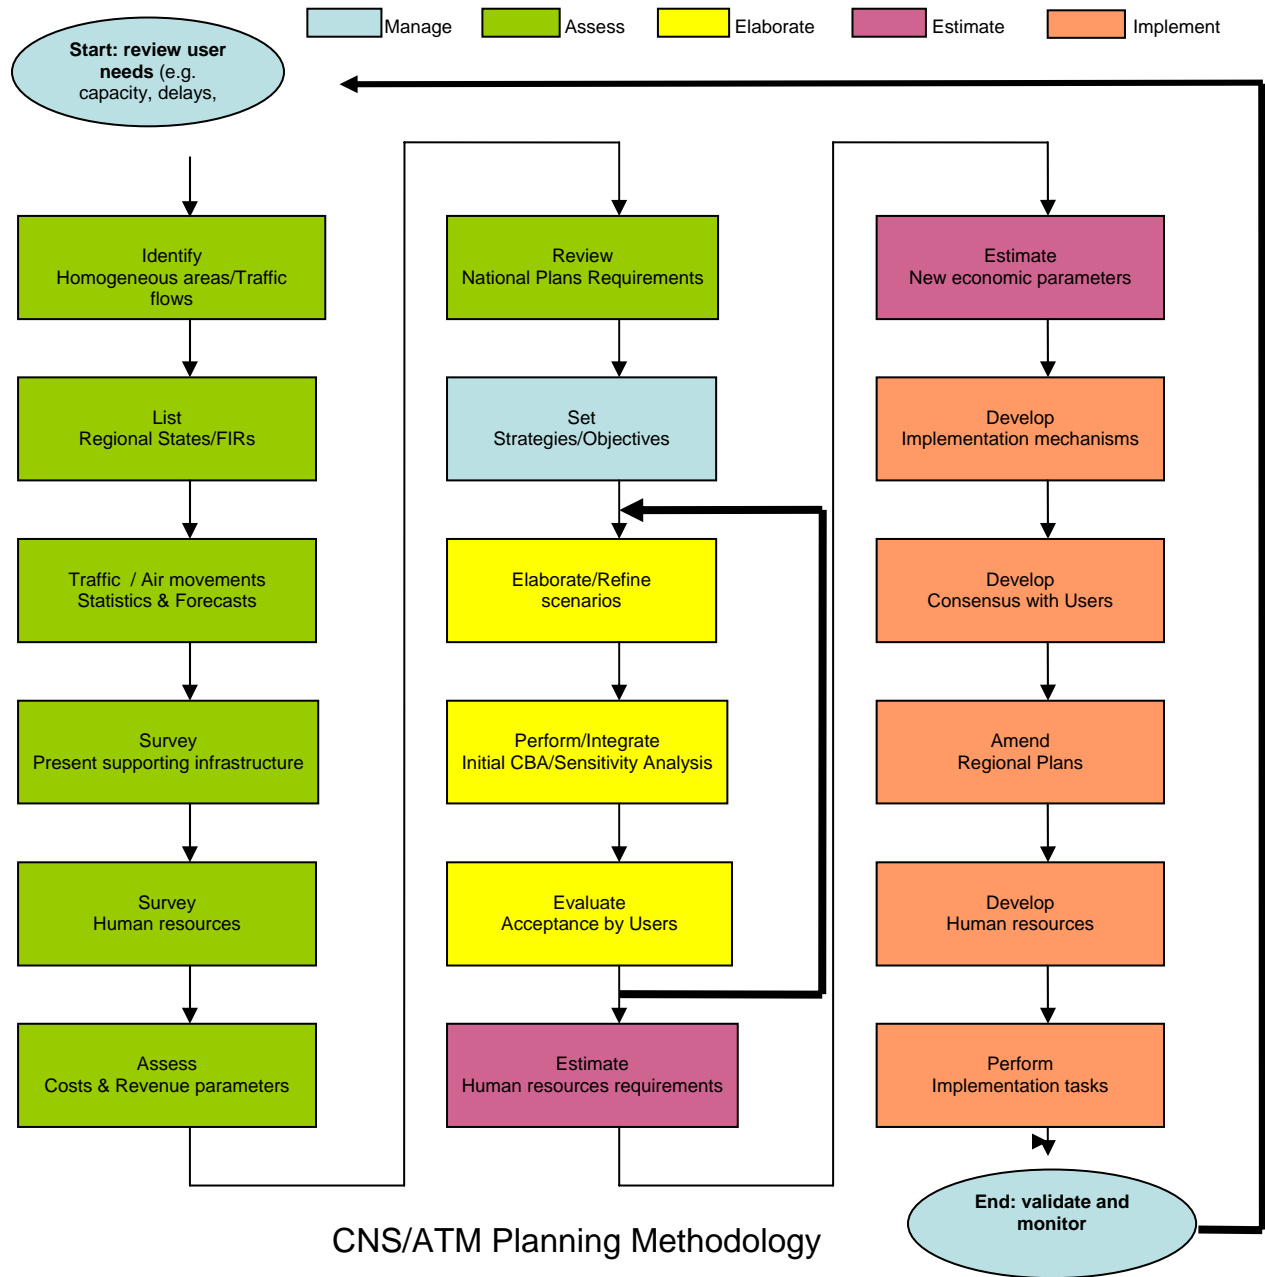 Manage
Assess
Elaborate
Estimate
Implement
Start: review user
needs (e.g.
capacity, delays,
Identify
Homogeneous areas/Traffic
flows
List
Regional States/FIRs
Traffic / Air movements
Statistics & Forecasts
Survey
Present supporting infrastructure
Survey
Human resources
Assess
Costs & Revenue parameters
Review
National Plans Requirements
Set
Strategies/Objectives
Elaborate/Refine
scenarios
Perform/Integrate
Initial CBA/Sensitivity Analysis
Evaluate
Acceptance by Users
Estimate
Human resources requirements
Estimate
New economic parameters
Develop
Implementation mechanisms
Develop
Consensus with Users
Amend
Regional Plans
Develop
Human resources
Perform
Implementation tasks
End: validate and
monitor
CNS/ATM Planning Methodology